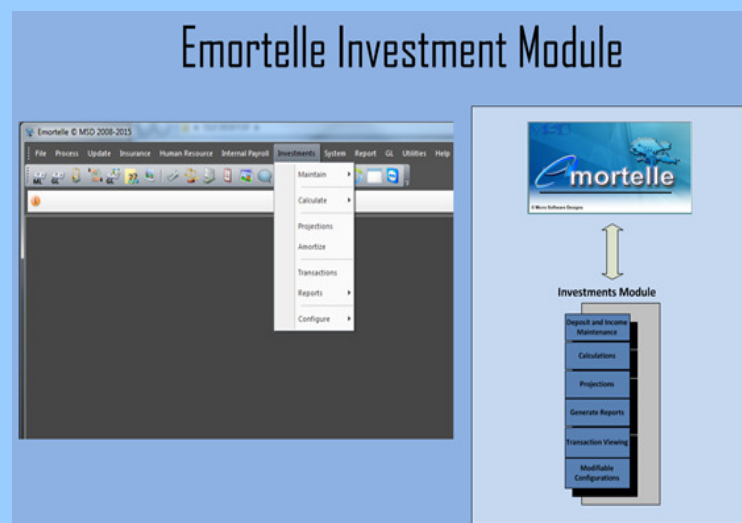 Emortelle Investment Module
Emortelle © MSD 2008-2015
File Process Update Insurance Human Resource Internal Payroll Investments System Report GL Utilities Help
Maintain
Calculate
Projections
Amortize
Transactions
Reports
Configure
MSD
emortelle
© Micro Software Designs
Investments Module
Deposit and Income
Maintenance
Calculations
Projections
Generate Reports
Transaction Viewing
Modifiable
Configurations